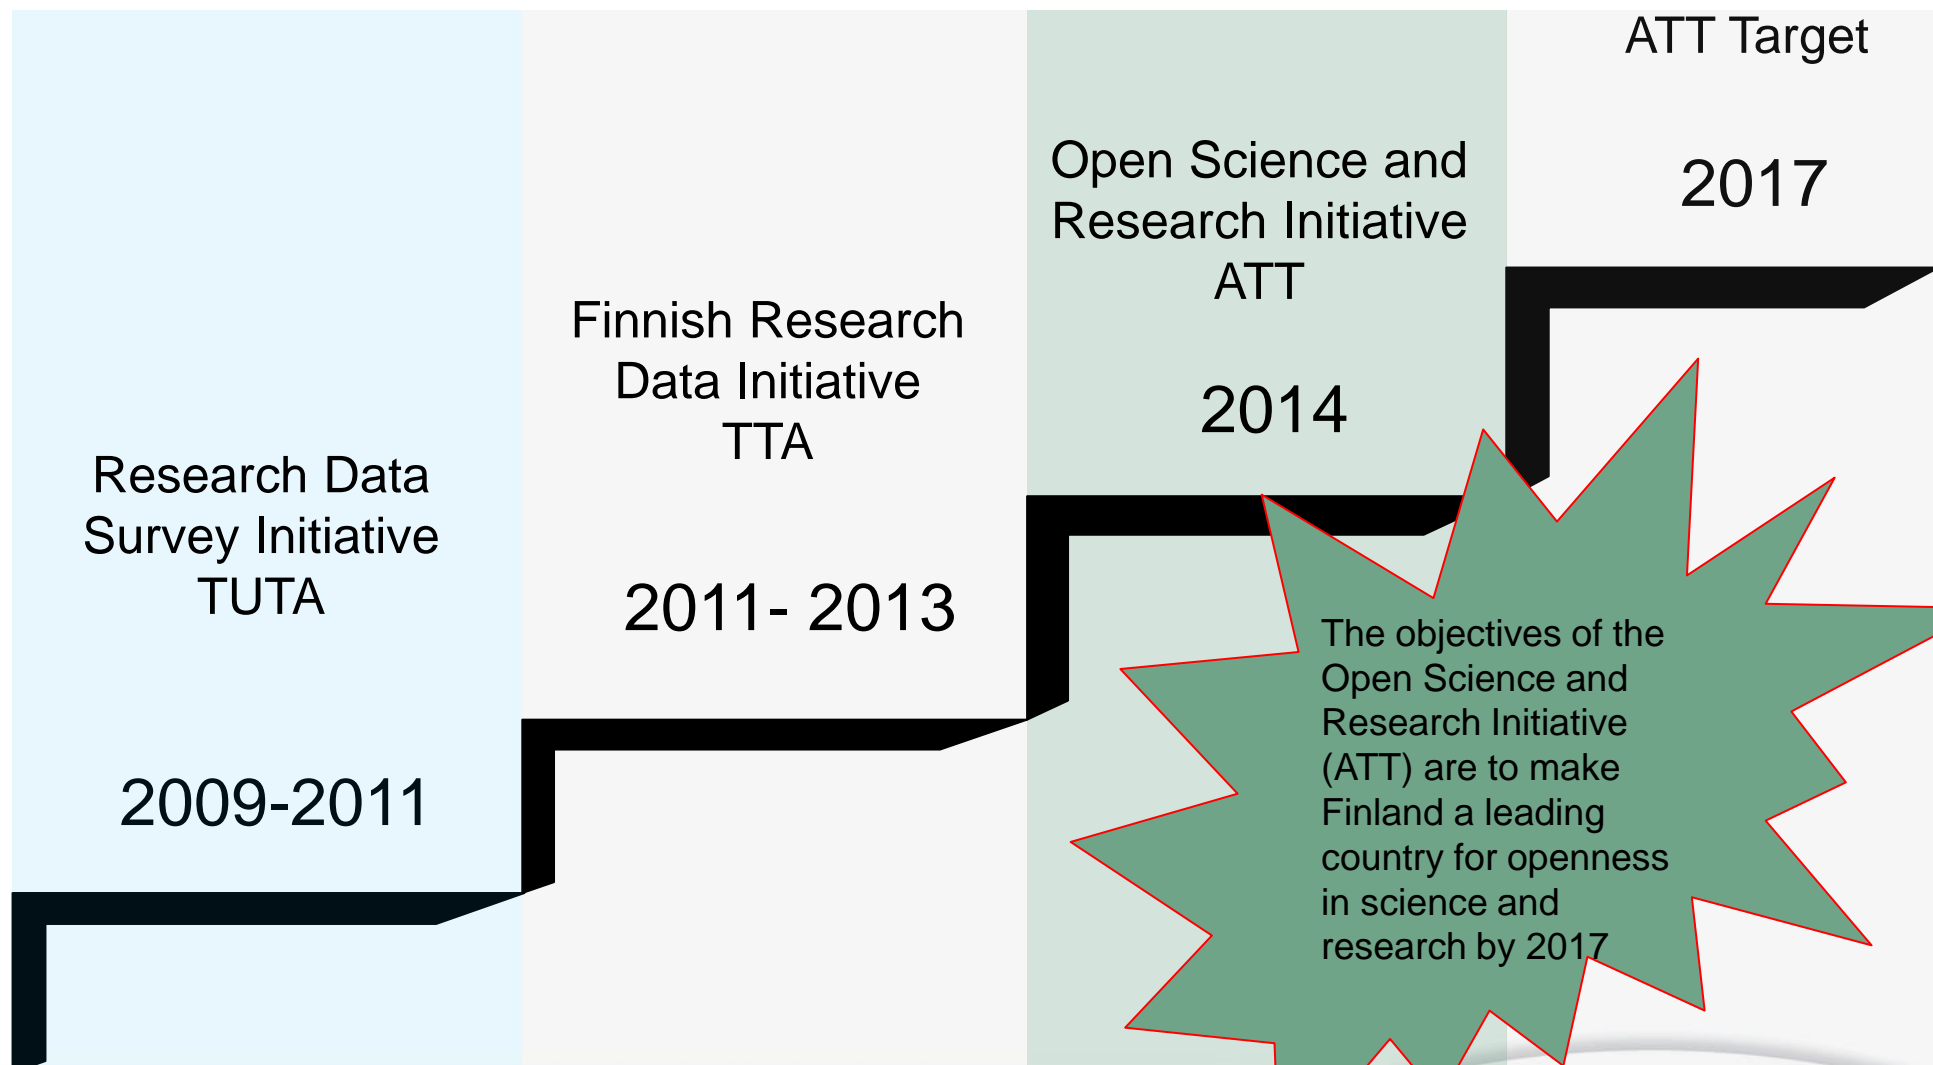 Research Data
Survey Initiative
TUTA
2009-2011
Finnish Research
Data Initiative
TTA
2011- 2013
Open Science and
Research Initiative
ATT
2014
ATT Target
2017
The objectives of the
Open Science and
Research Initiative
(ATT) are to make
Finland a leading
country for openness
in science and
research by 2017